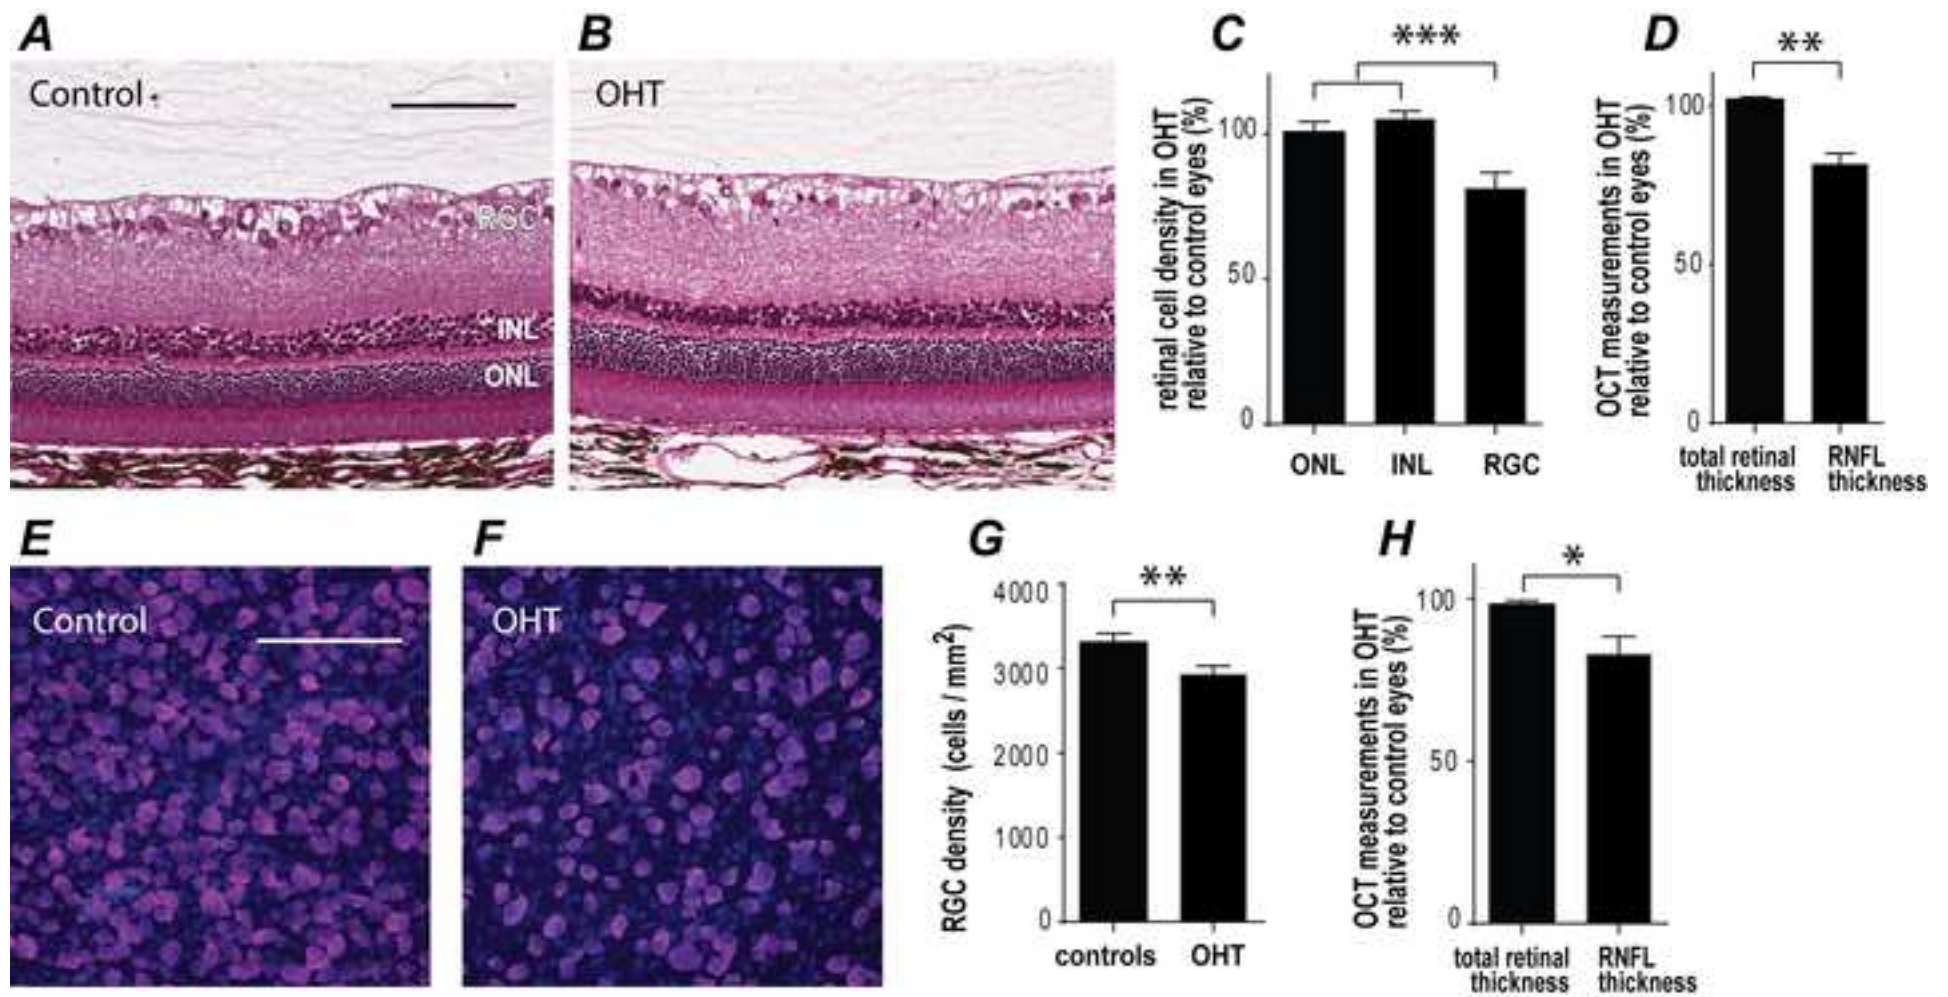 A
Control
RGC
INL
ONL
B
OHT
C
***
retinal cell density in OHT
relative to control eyes (%)
100
50
0
ONL INL RGC
D
**
OCT measurements in OHT
relative to control eyes (%)
100
50
0
total retinal
thickness
RNFL
thickness
E
Control
F
OHT
G
**
RGC density (cells / mm²)
4000
3000
2000
1000
0
controls OHT
H
*
OCT measurements in OHT
relative to control eyes (%)
100
50
0
total retinal
thickness
RNFL
thickness